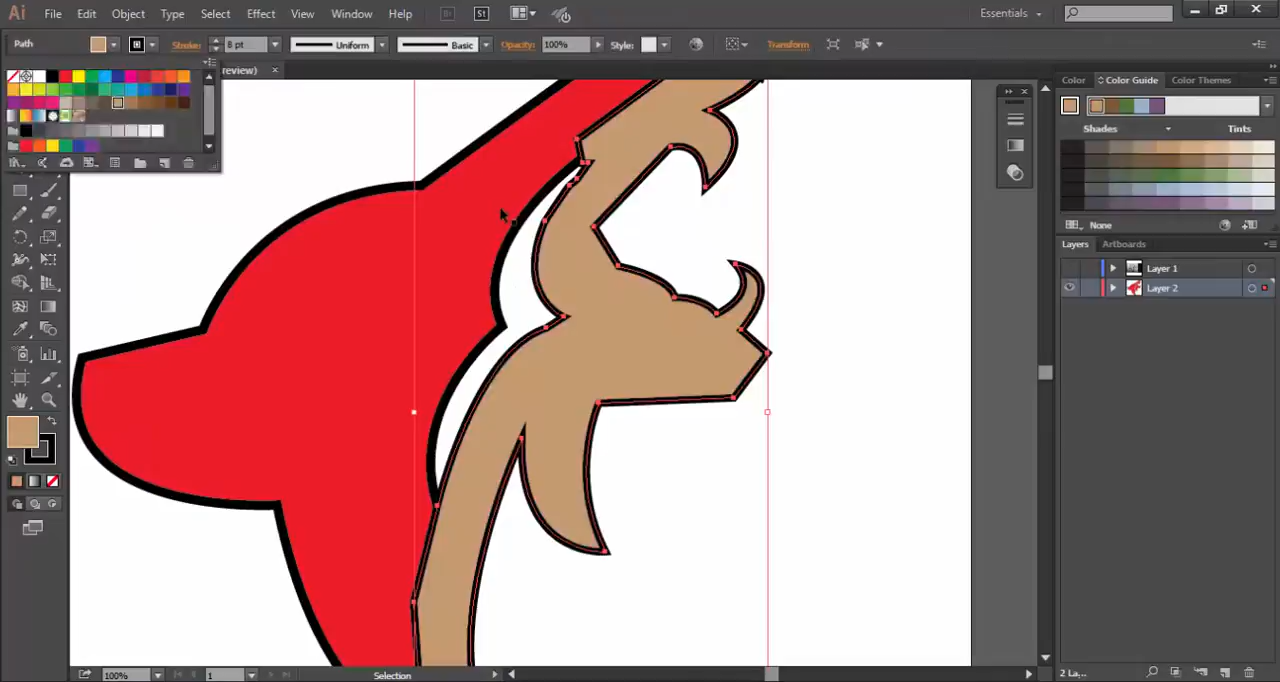 Ai File Edit Object Type Select Effect View Window Help Br St Essentials
Path Stroke: 8 pt Uniform Basic Opacity: 100% Style: Transform
review)
Color Color Guide Color Themes
Shades Tints
None
Layers Artboards
Layer 1
Layer 2
100% 1 Selection 2 La...